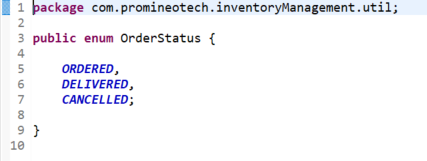 1 package com.promineotech.inventoryManagement.util;
2
3 public enum OrderStatus {
4
5 ORDERED,
6 DELIVERED,
7 CANCELLED;
8
9 }
10